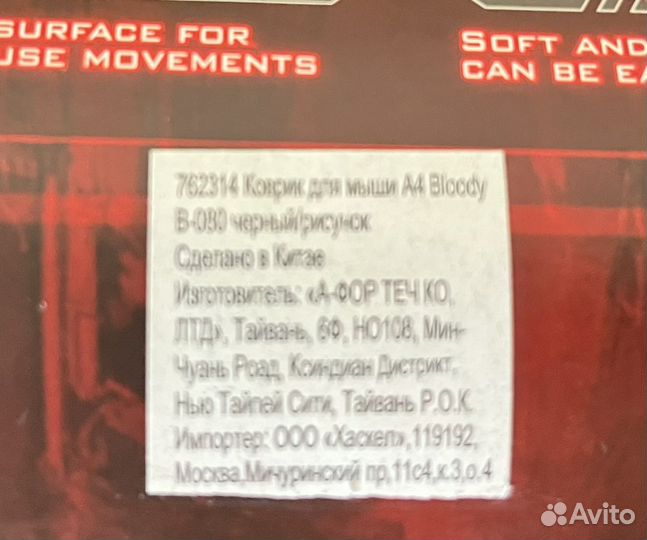 SURFACE FOR
USE MOVEMENTS
SOFT AND
CAN BE EA
762314 Коврик для мыши A4 Bloody
B-080 черный/рисунок
Сделано в Китае
Изготовитель: «А-ФОР ТЕЧ КО,
ЛТД», Тайвань, 6Ф, НО108, Мин-
Чуань Роад, Ксиндиан Дистрикт,
Нью Тайпей Сити, Тайвань Р.О.К
Импортер: ООО «Хаскел»,119192,
Москва,Мичуринский пр,11с4,к.3,о.4
Avito